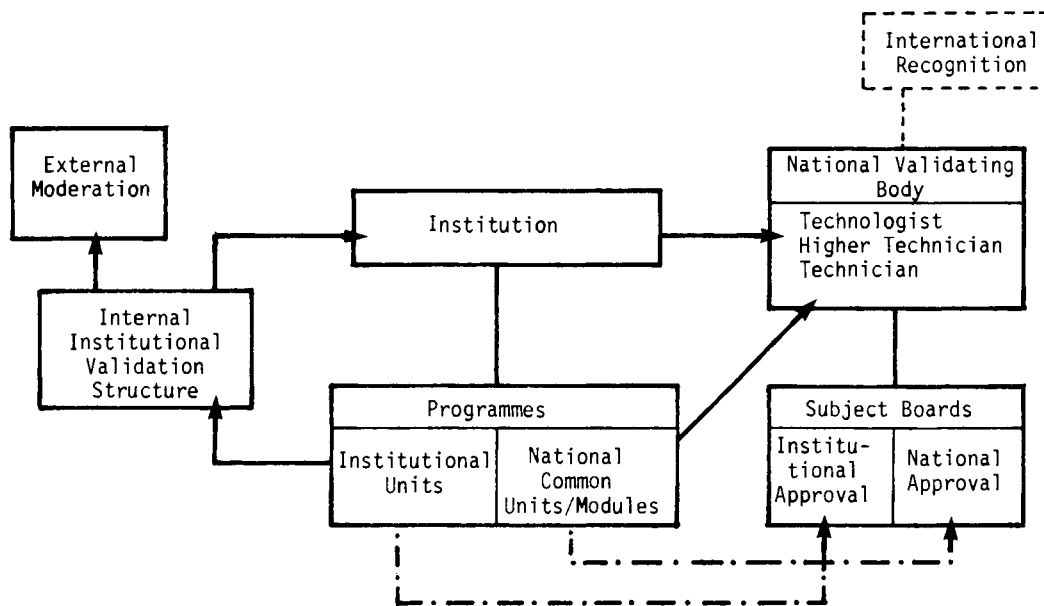 International
Recognition
External
Moderation
National Validating
Body
Technologist
Higher Technician
Technician
Institution
Internal
Institutional
Validation
Structure
Programmes
Institutional
Units
National
Common
Units/Modules
Subject Boards
Institu-
tional
Approval
National
Approval